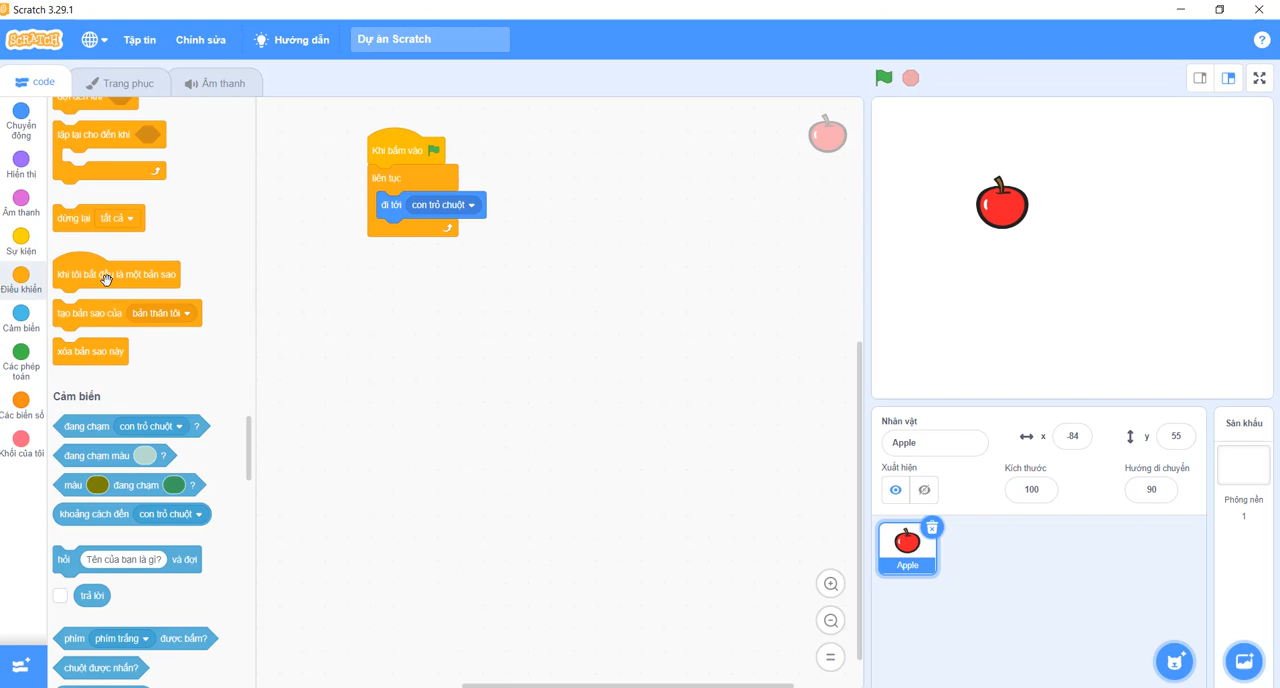 Scratch 3.29.1
SCRATCH Tập tin Chỉnh sửa Hướng dẫn Dự án Scratch ?
code Trang phục Âm thanh
Chuyển động
Hiển thị
Âm thanh
Sự kiện
Điều khiển
Cảm biến
Các phép toán
Các biến số
Khối của tôi
lặp lại cho đến khi
dừng lại tất cả
khi tôi bắt đầu là một bản sao
tạo bản sao của bản thân tôi
xóa bản sao này
Cảm biến
đang chạm con trỏ chuột ?
đang chạm màu ?
màu đang chạm ?
khoảng cách đến con trỏ chuột
hỏi Tên của bạn là gì? và đợi
trả lời
phím phím trắng được bấm?
chuột được nhấn?
Khi bấm vào
liên tục
đi tới con trỏ chuột
Nhân vật
Apple
x -84
y 55
Xuất hiện
Kích thước
100
Hướng di chuyển
90
Apple
Sân khấu
Phông nền
1